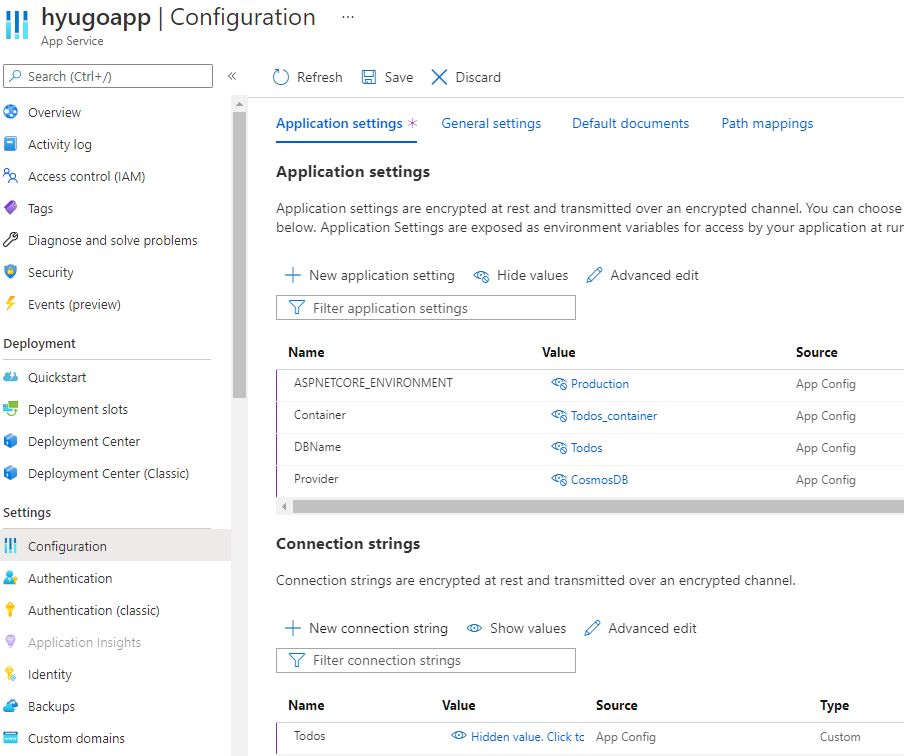 hyugoapp | Configuration ...
App Service
Search (Ctrl+/)
«
Overview
Activity log
Access control (IAM)
Tags
Diagnose and solve problems
Security
Events (preview)
Deployment
Quickstart
Deployment slots
Deployment Center
Deployment Center (Classic)
Settings
Configuration
Authentication
Authentication (classic)
Application Insights
Identity
Backups
Custom domains
Refresh Save Discard
Application settings * General settings Default documents Path mappings
Application settings
Application settings are encrypted at rest and transmitted over an encrypted channel. You can choose
below. Application Settings are exposed as environment variables for access by your application at run
New application setting Hide values Advanced edit
Filter application settings
Name Value Source
ASPNETCORE_ENVIRONMENT Production App Config
Container Todos_container App Config
DBName Todos App Config
Provider CosmosDB App Config
Connection strings
Connection strings are encrypted at rest and transmitted over an encrypted channel.
New connection string Show values Advanced edit
Filter connection strings
Name Value Source Type
Todos Hidden value. Click tc App Config Custom